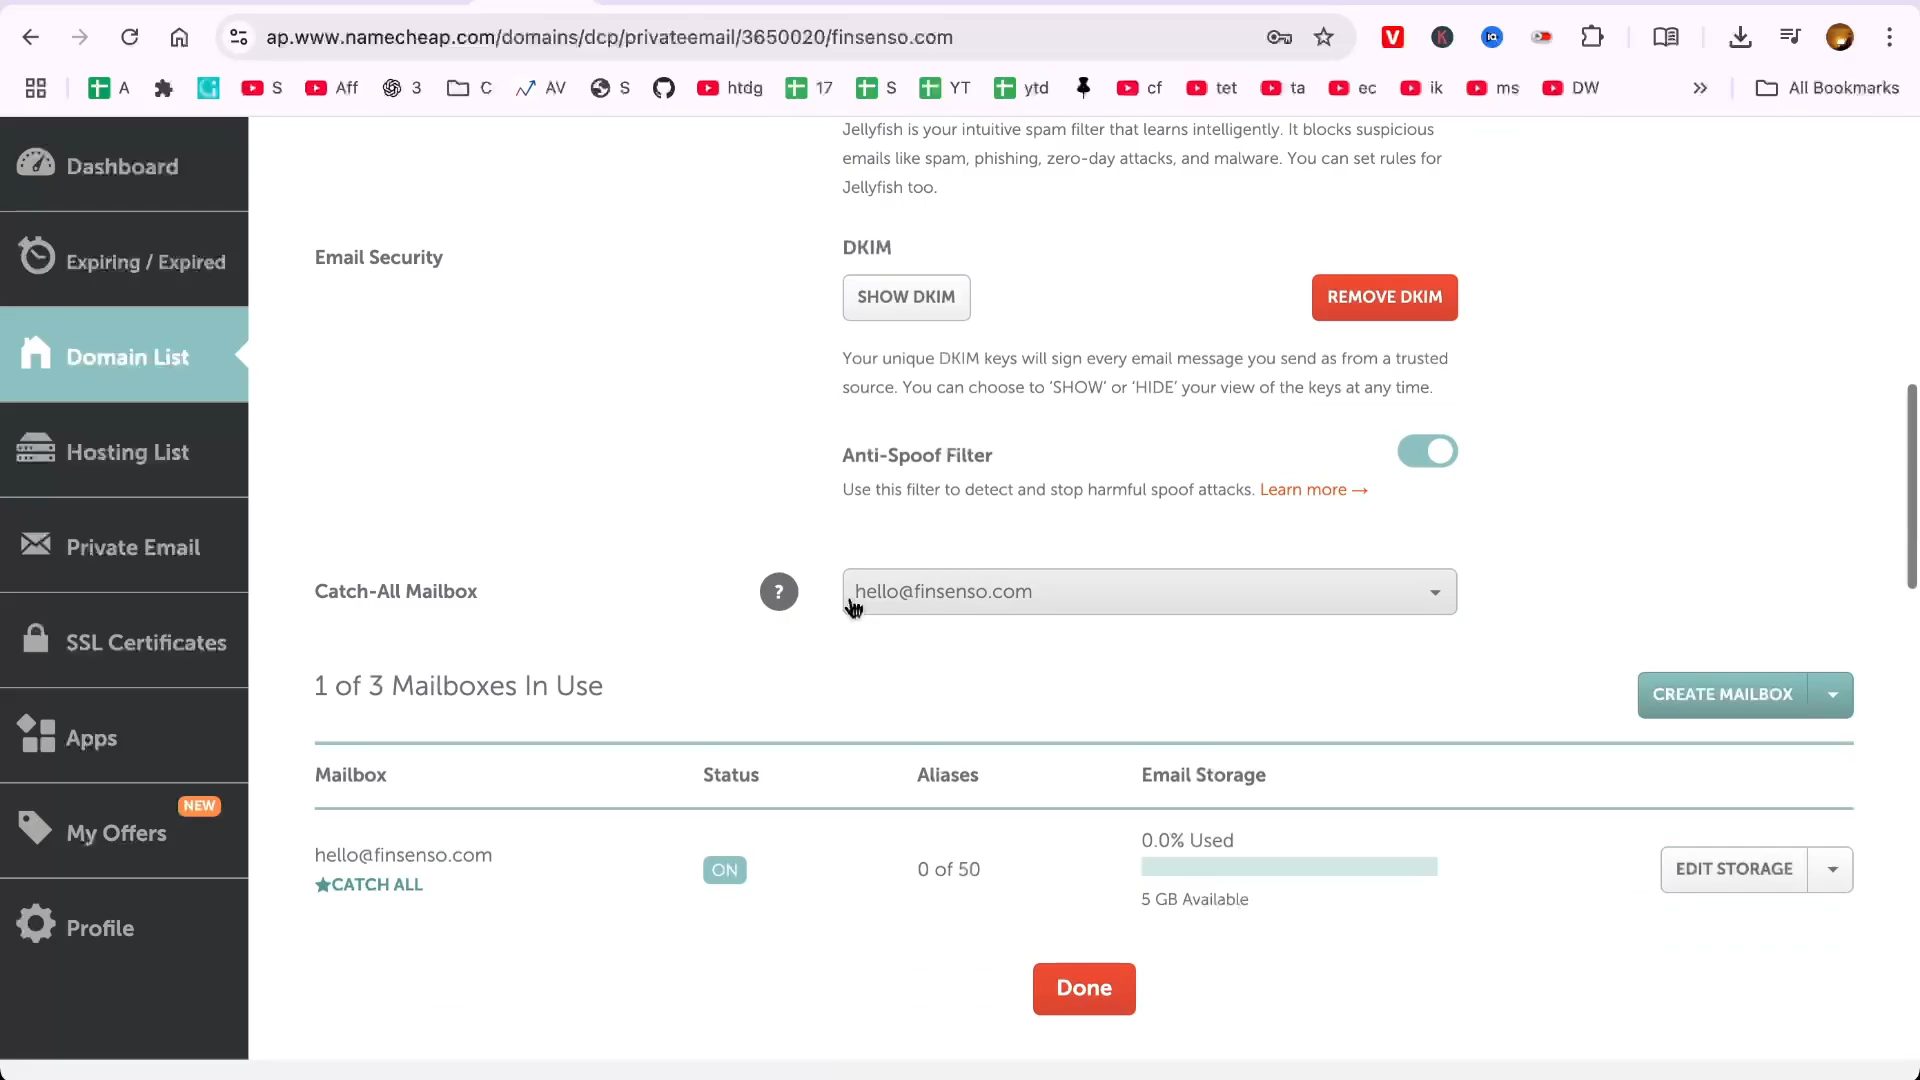 ap.www.namecheap.com/domains/dcp/privateemail/3650020/finsenso.com
A S Aff 3 C AV S htdg 17 S YT ytd cf tet ta ec ik ms DW » All Bookmarks
Dashboard
Expiring / Expired
Domain List
Hosting List
Private Email
SSL Certificates
Apps
NEW
My Offers
Profile
Jellyfish is your intuitive spam filter that learns intelligently. It blocks suspicious
emails like spam, phishing, zero-day attacks, and malware. You can set rules for
Jellyfish too.
Email Security
DKIM
SHOW DKIM
REMOVE DKIM
Your unique DKIM keys will sign every email message you send as from a trusted
source. You can choose to ‘SHOW’ or ‘HIDE’ your view of the keys at any time.
Anti-Spoof Filter
Use this filter to detect and stop harmful spoof attacks. Learn more →
Catch-All Mailbox
?
hello@finsenso.com
1 of 3 Mailboxes In Use
CREATE MAILBOX
Mailbox Status Aliases Email Storage
hello@finsenso.com
★CATCH ALL
ON
0 of 50
0.0% Used
5 GB Available
EDIT STORAGE
Done